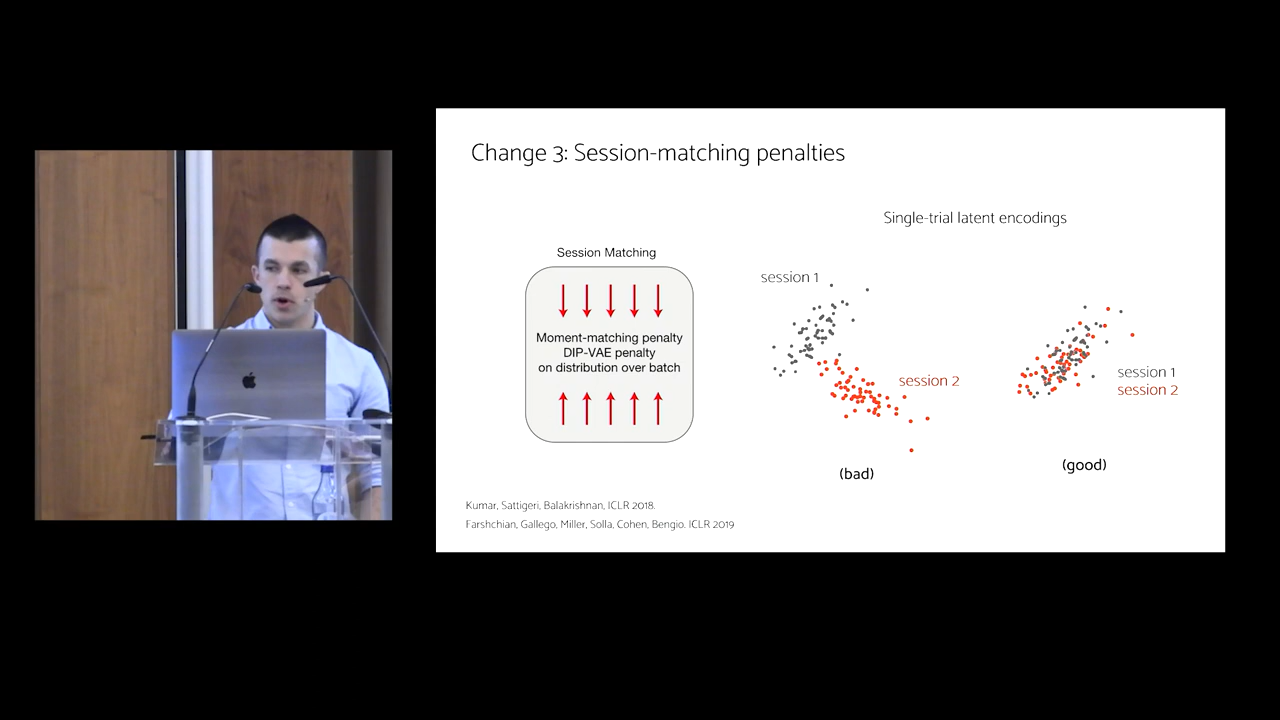 Change 3: Session-matching penalties
Single-trial latent encodings
Session Matching
Moment-matching penalty
DIP-VAE penalty
on distribution over batch
session 1
session 2
(bad)
session 1
session 2
(good)
Kumar, Sattigeri, Balakrishnan, ICLR 2018.
Farshchian, Gallego, Miller, Solla, Cohen, Bengio. ICLR 2019